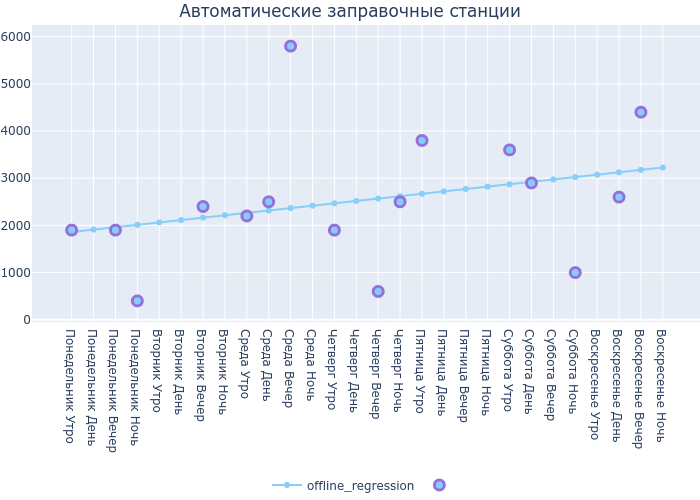 Автоматические заправочные станции
6000
5000
4000
3000
2000
1000
0
Понедельник Утро
Понедельник День
Понедельник Вечер
Понедельник Ночь
Вторник Утро
Вторник День
Вторник Вечер
Вторник Ночь
Среда Утро
Среда День
Среда Вечер
Среда Ночь
Четверг Утро
Четверг День
Четверг Вечер
Четверг Ночь
Пятница Утро
Пятница День
Пятница Вечер
Пятница Ночь
Суббота Утро
Суббота День
Суббота Вечер
Суббота Ночь
Воскресенье Утро
Воскресенье День
Воскресенье Вечер
Воскресенье Ночь
offline_regression